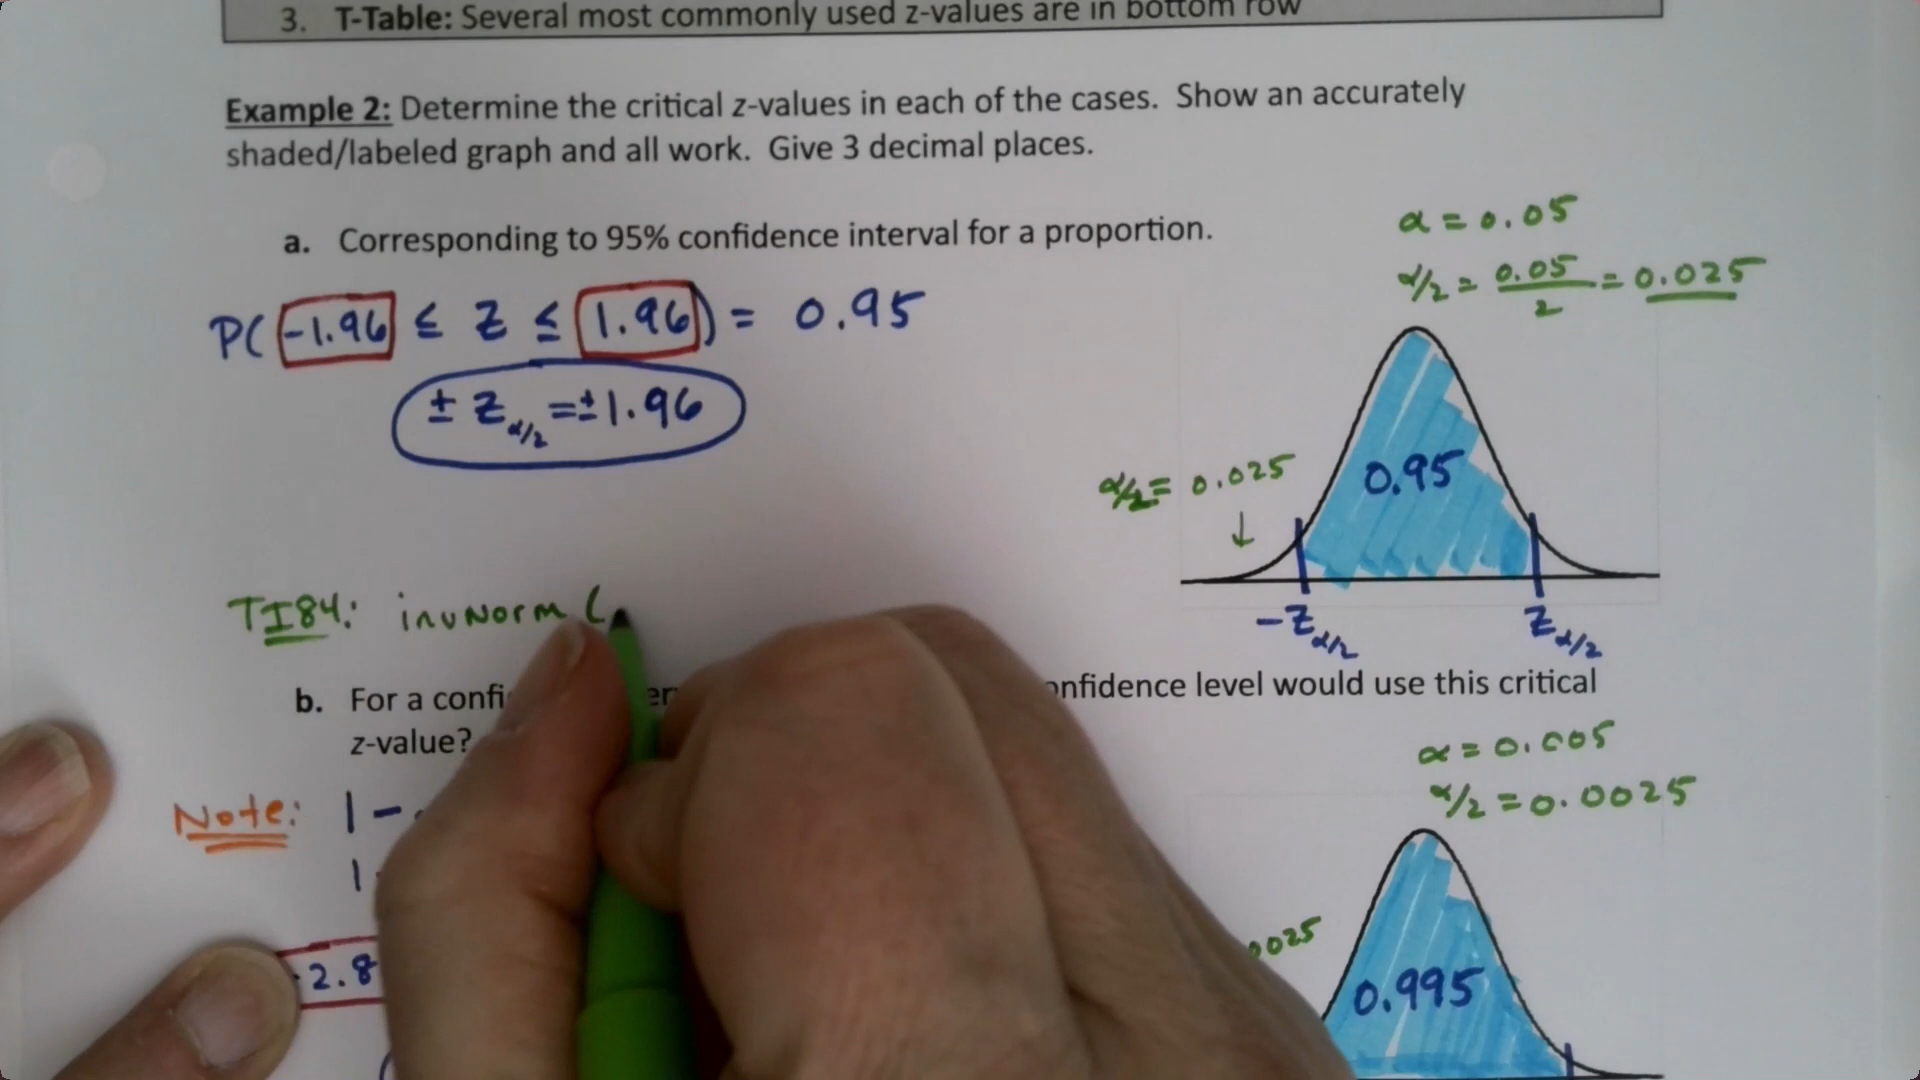 3. T-Table: Several most commonly used z-values are in bottom row
Example 2: Determine the critical z-values in each of the cases. Show an accurately
shaded/labeled graph and all work. Give 3 decimal places.
a. Corresponding to 95% confidence interval for a proportion.
α = 0.05
α/2 = 0.05/2 = 0.025
P( -1.96 ≤ Z ≤ 1.96 ) = 0.95
± Z α/2 = ± 1.96
α/2 = 0.025
0.95
-Z α/2
Z α/2
TI84: invNorm (
b. For a confi
onfidence level would use this critical
z-value?
α = 0.005
α/2 = 0.0025
Note: 1 -
1
0025
-2.8
0.995